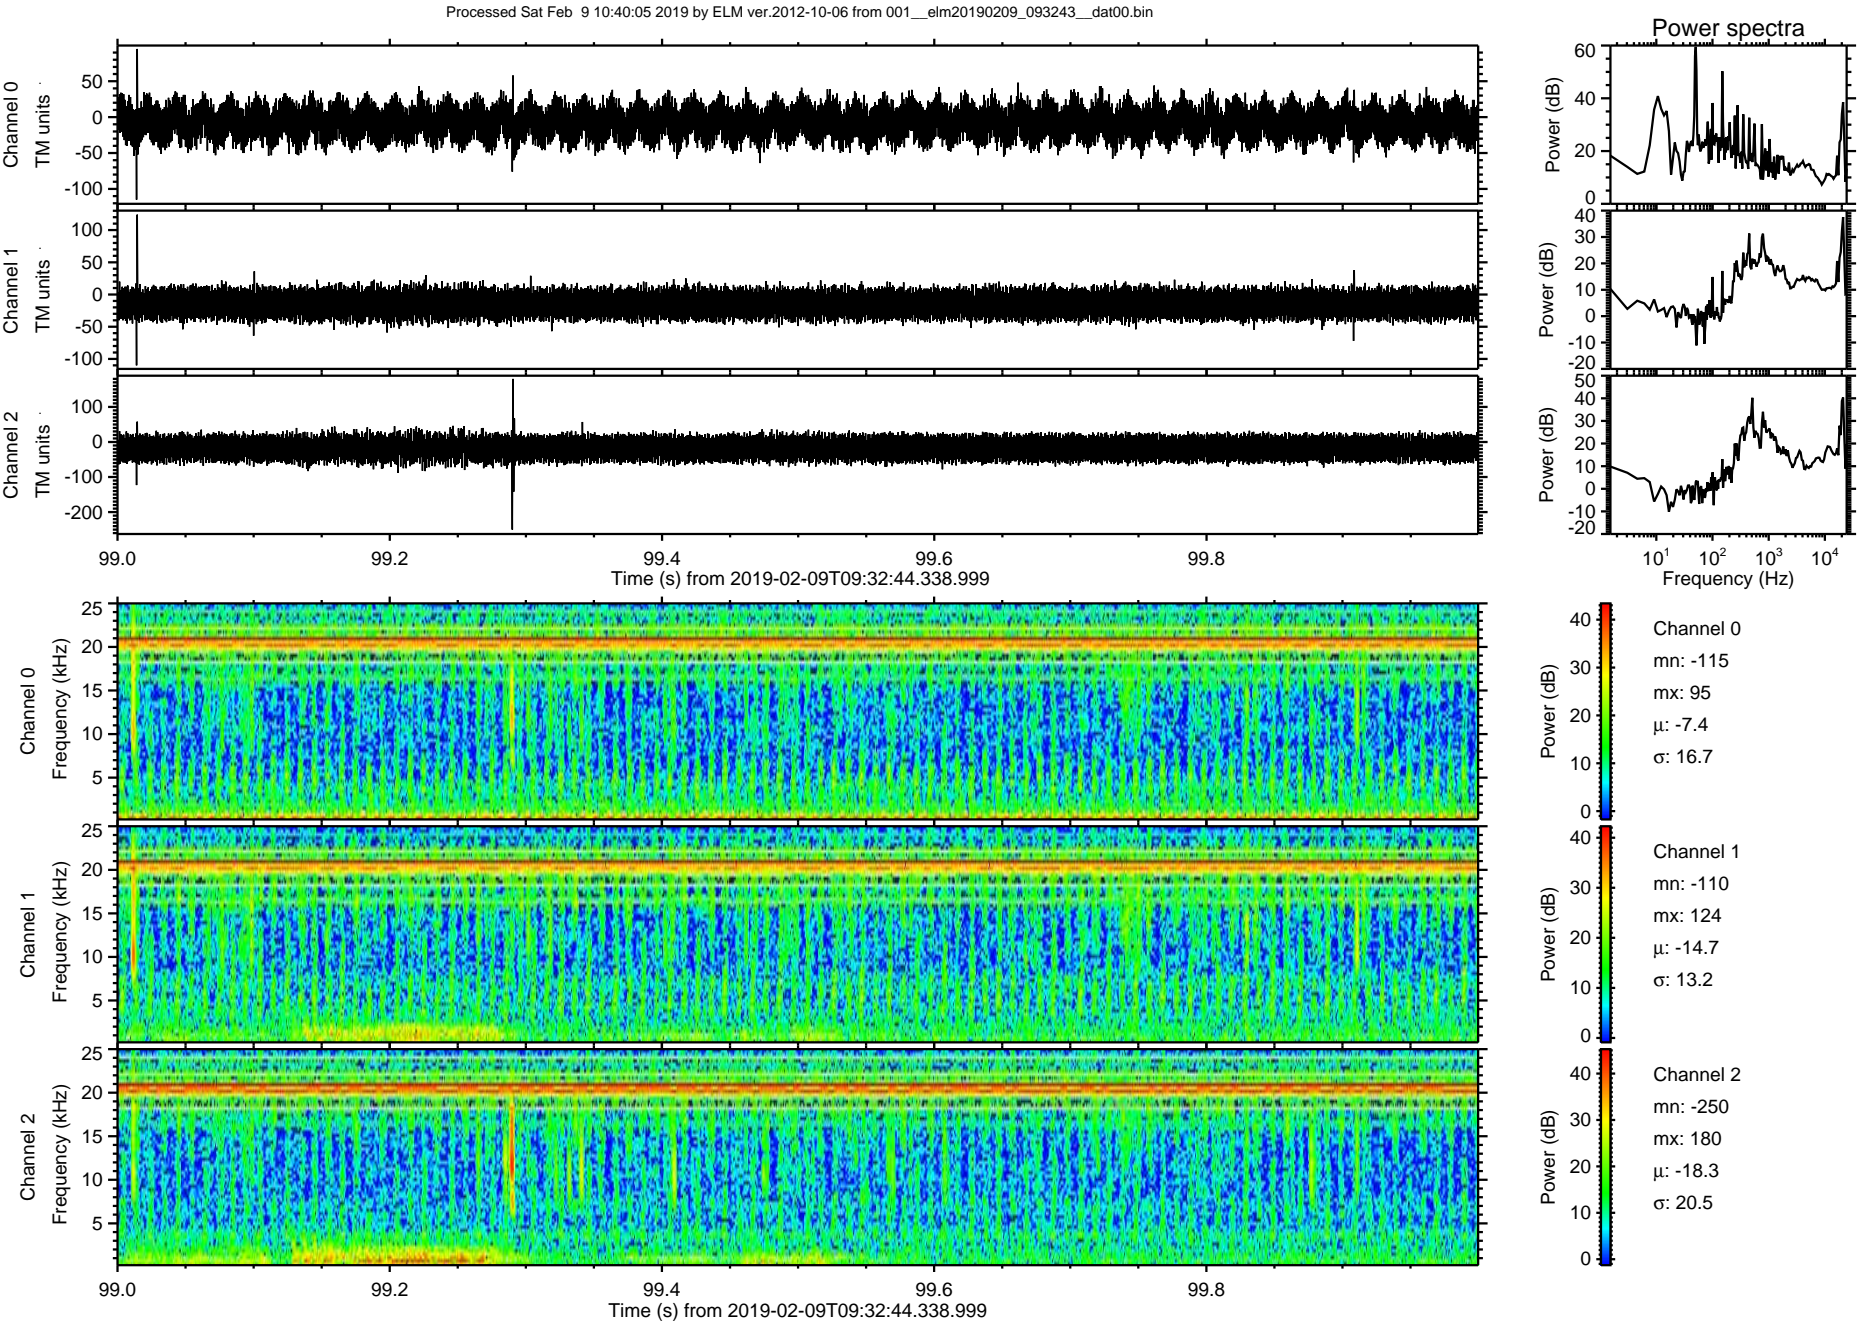 Processed Sat Feb  9 10:40:05 2019 by ELM ver.2012-10-06 from 001__elm20190209_093243__dat00.bin
Power spectra
Channel 0
TM units
50
0
-50
-100
Power (dB)
60
40
20
0
Channel 1
TM units
100
50
0
-50
-100
Power (dB)
40
30
20
10
0
-10
-20
Channel 2
TM units
100
0
-100
-200
Power (dB)
50
40
30
20
10
0
-10
-20
99.0 99.2 99.4 99.6 99.8
Time (s) from 2019-02-09T09:32:44.338.999
10¹ 10² 10³ 10⁴
Frequency (Hz)
Channel 0
Frequency (kHz)
25
20
15
10
5
Power (dB)
40
30
20
10
0
Channel 0
mn: -115
mx: 95
μ: -7.4
σ: 16.7
Channel 1
Frequency (kHz)
25
20
15
10
5
Power (dB)
40
30
20
10
0
Channel 1
mn: -110
mx: 124
μ: -14.7
σ: 13.2
Channel 2
Frequency (kHz)
25
20
15
10
5
Power (dB)
40
30
20
10
0
Channel 2
mn: -250
mx: 180
μ: -18.3
σ: 20.5
99.0 99.2 99.4 99.6 99.8
Time (s) from 2019-02-09T09:32:44.338.999